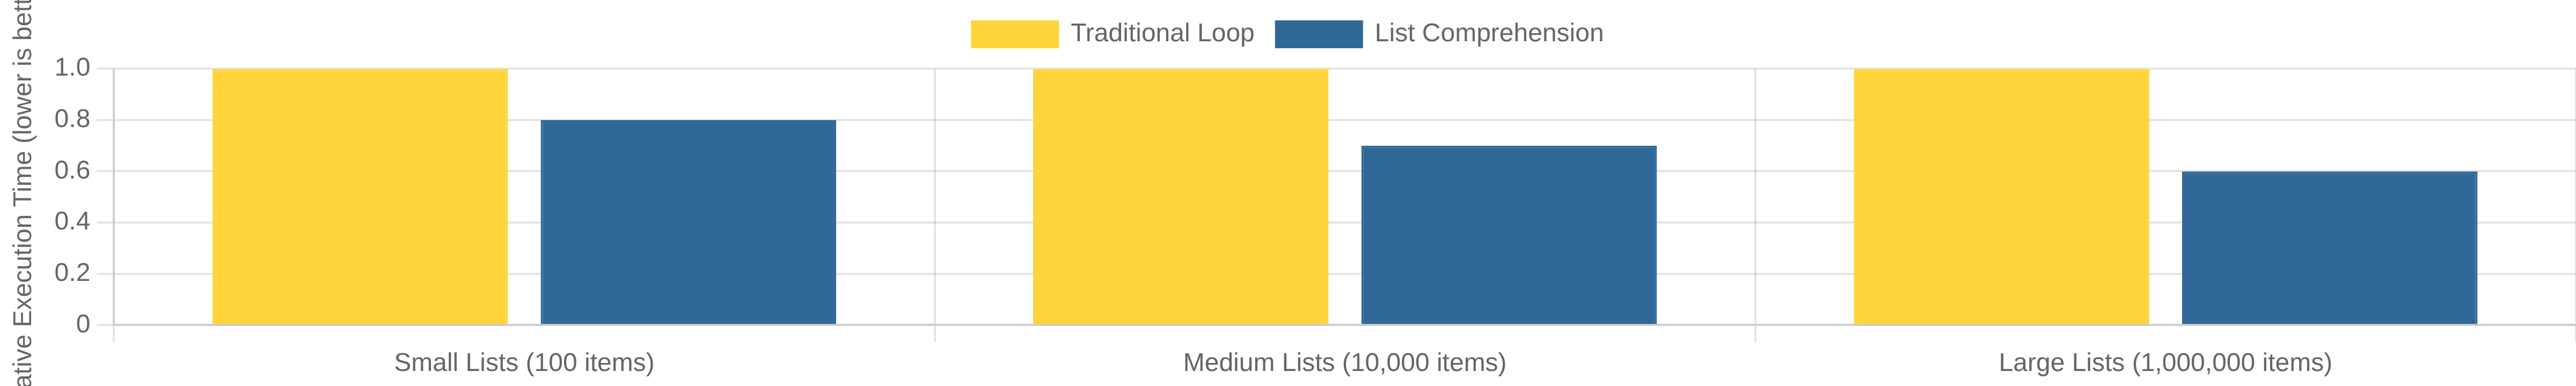 Traditional Loop
List Comprehension
Execution Time (lower is
1.0
0.8
0.6
0.4
0.2
0
Small Lists (100 items)
Medium Lists (10,000 items)
Large Lists (1,000,000 items)